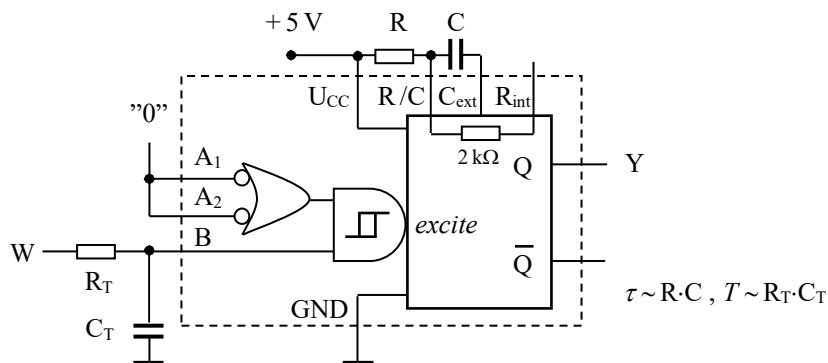 + 5 V
R
C
U_CC
R/C
C_ext
R_int
"0"
2 kΩ
A_1
Q
Y
A_2
excite
B
W
Q̅
R_T
GND
τ ~ R·C , T ~ R_T·C_T
C_T